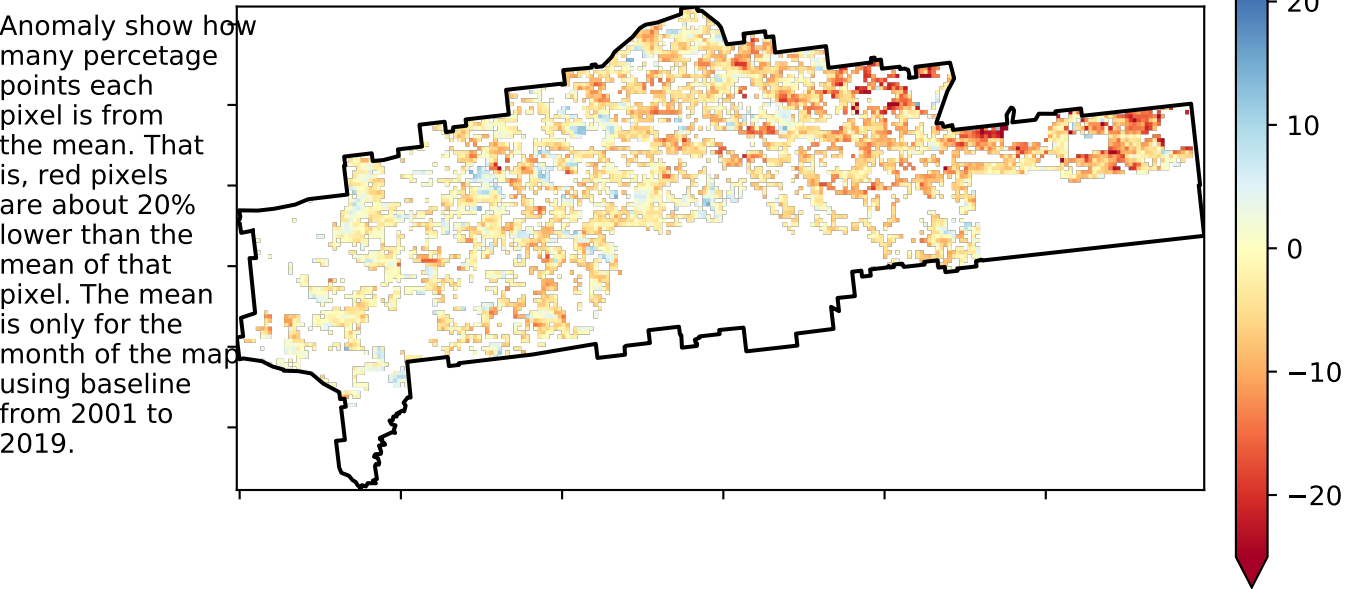 Anomaly show how
many percetage
points each
pixel is from
the mean. That
is, red pixels
are about 20%
lower than the
mean of that
pixel. The mean
is only for the
month of the map
using baseline
from 2001 to
2019.
20
10
0
−10
−20